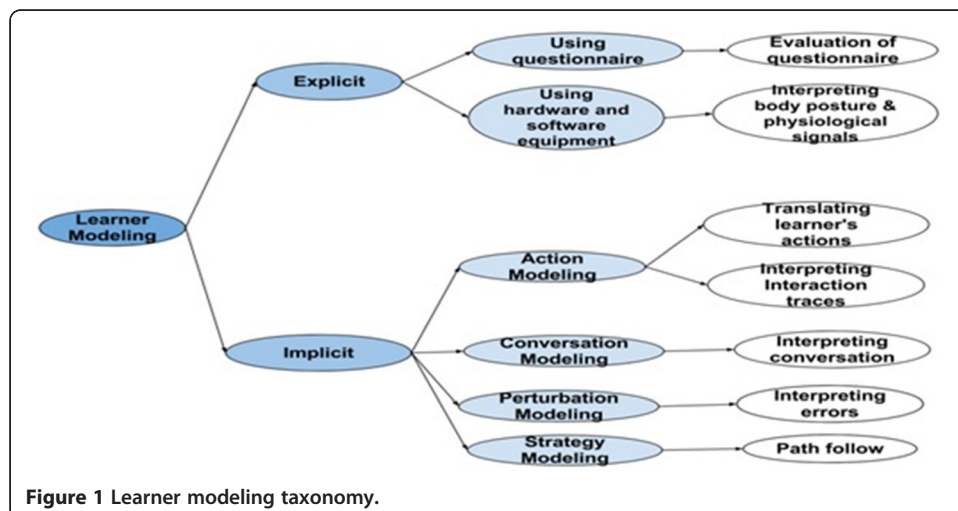 Learner
Modeling
Explicit
Using
questionnaire
Evaluation of
questionnaire
Using
hardware and
software
equipment
Interpreting
body posture &
physiological
signals
Implicit
Action
Modeling
Translating
learner's
actions
Interpreting
Interaction
traces
Conversation
Modeling
Interpreting
conversation
Perturbation
Modeling
Interpreting
errors
Strategy
Modeling
Path follow
Figure 1 Learner modeling taxonomy.